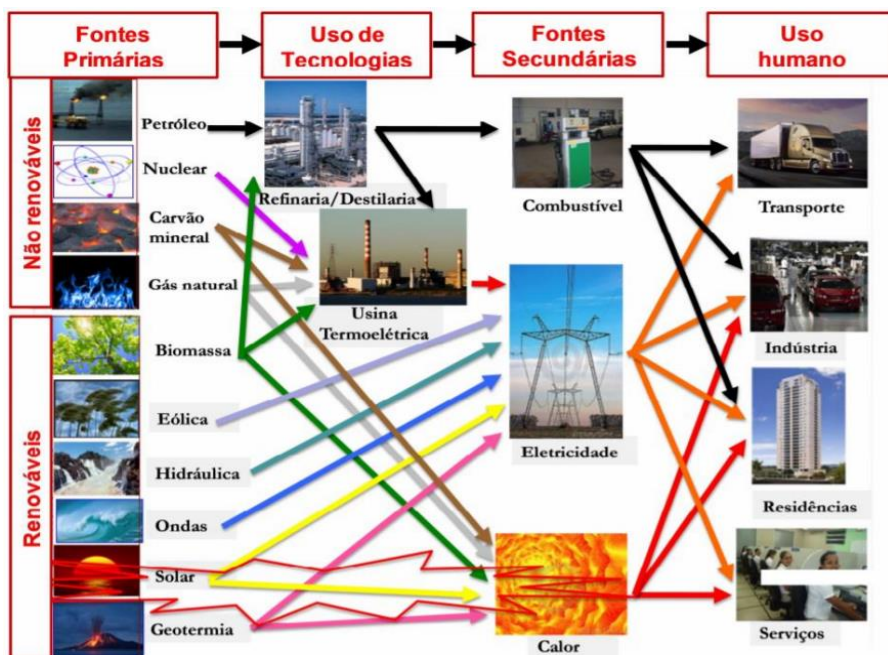 Fontes
Primárias
Uso de
Tecnologias
Fontes
Secundárias
Uso
humano
Não renováveis
Petróleo
Nuclear
Carvão
mineral
Gás natural
Refinaria/Destilaria
Usina
Termoelétrica
Combustível
Transporte
Renováveis
Biomassa
Eólica
Hidráulica
Ondas
Solar
Geotermia
Eletricidade
Calor
Indústria
Residências
Serviços